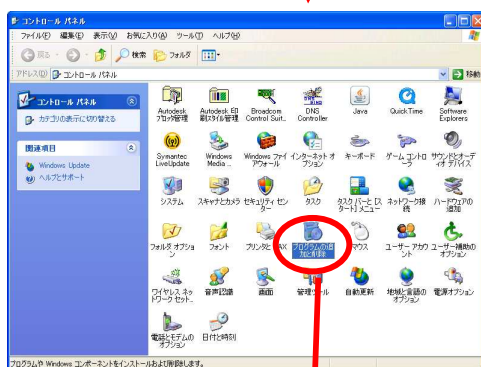 コントロール パネル
ファイル(F) 編集(E) 表示(V) お気に入り(A) ツール(T) ヘルプ(H)
戻る 検索 フォルダ
アドレス(D) コントロール パネル 移動
コントロール パネル
カテゴリの表示に切り替える
関連項目
Windows Update
ヘルプとサポート
Autodesk プロッタ管理
Autodesk 印刷スタイル管理
Broadcom Control Suit...
DNS Controller
Java
QuickTime
Software Explorers
Symantec LiveUpdate
Windows Media ...
Windows ファイアウォール
インターネット オプション
キーボード
ゲーム コントローラ
サウンドとオーディオ デバイス
システム
スキャナとカメラ
セキュリティ センター
タスク
タスク バーと [スタート] メニュー
ネットワーク接続
ハードウェアの追加
フォルダ オプション
フォント
プリンタと FAX
プログラムの追加と削除
マウス
ユーザー アカウント
ユーザー補助のオプション
ワイヤレス ネットワーク セット..
音声認識
画面
管理ツール
自動更新
地域と言語のオプション
電源オプション
電話とモデムのオプション
日付と時刻
プログラムや Windows コンポーネントをインストールおよび削除します。